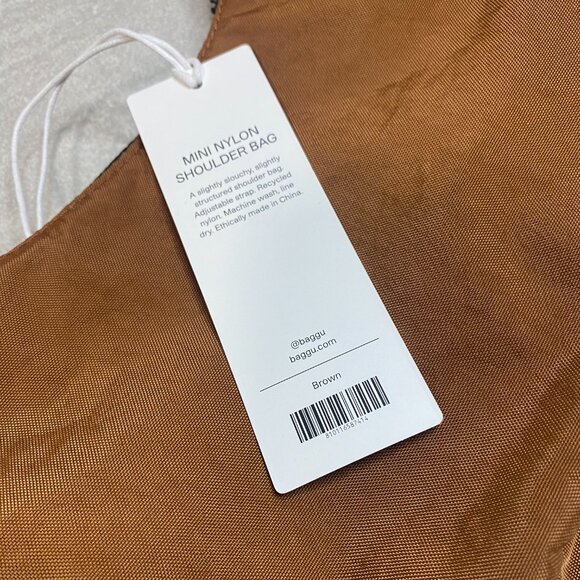 MINI NYLON
SHOULDER BAG
A slightly slouchy, slightly
structured shoulder bag.
Adjustable strap. Recycled
nylon. Machine wash, line
dry. Ethically made in China.
@baggu
baggu.com
Brown
810116587414